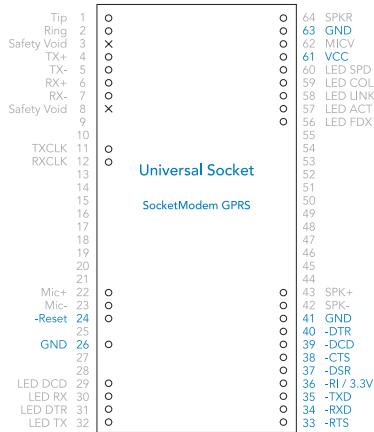 Tip 1 64 SPKR
Ring 2 63 GND
Safety Void 3 62 MICV
TX+ 4 61 VCC
TX- 5 60 LED SPD
RX+ 6 59 LED COL
RX- 7 58 LED LINK
Safety Void 8 57 LED ACT
9 56 LED FDX
10 55
TXCLK 11 54
RXCLK 12 53
13 52
Universal Socket
14 51
15 50
SocketModem GPRS
16 49
17 48
18 47
19 46
20 45
21 44
Mic+ 22 43 SPK+
Mic- 23 42 SPK-
-Reset 24 41 GND
25 40 -DTR
GND 26 39 -DCD
27 38 -CTS
28 37 -DSR
LED DCD 29 36 -RI / 3.3V
LED RX 30 35 -TXD
LED DTR 31 34 -RXD
LED TX 32 33 -RTS